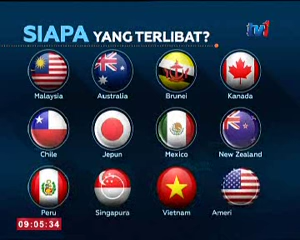 SIAPA YANG TERLIBAT?
tv1
Malaysia Australia Brunei Kanada
Chile Jepun Mexico New Zealand
Peru Singapura Vietnam Ameri
09:05:34